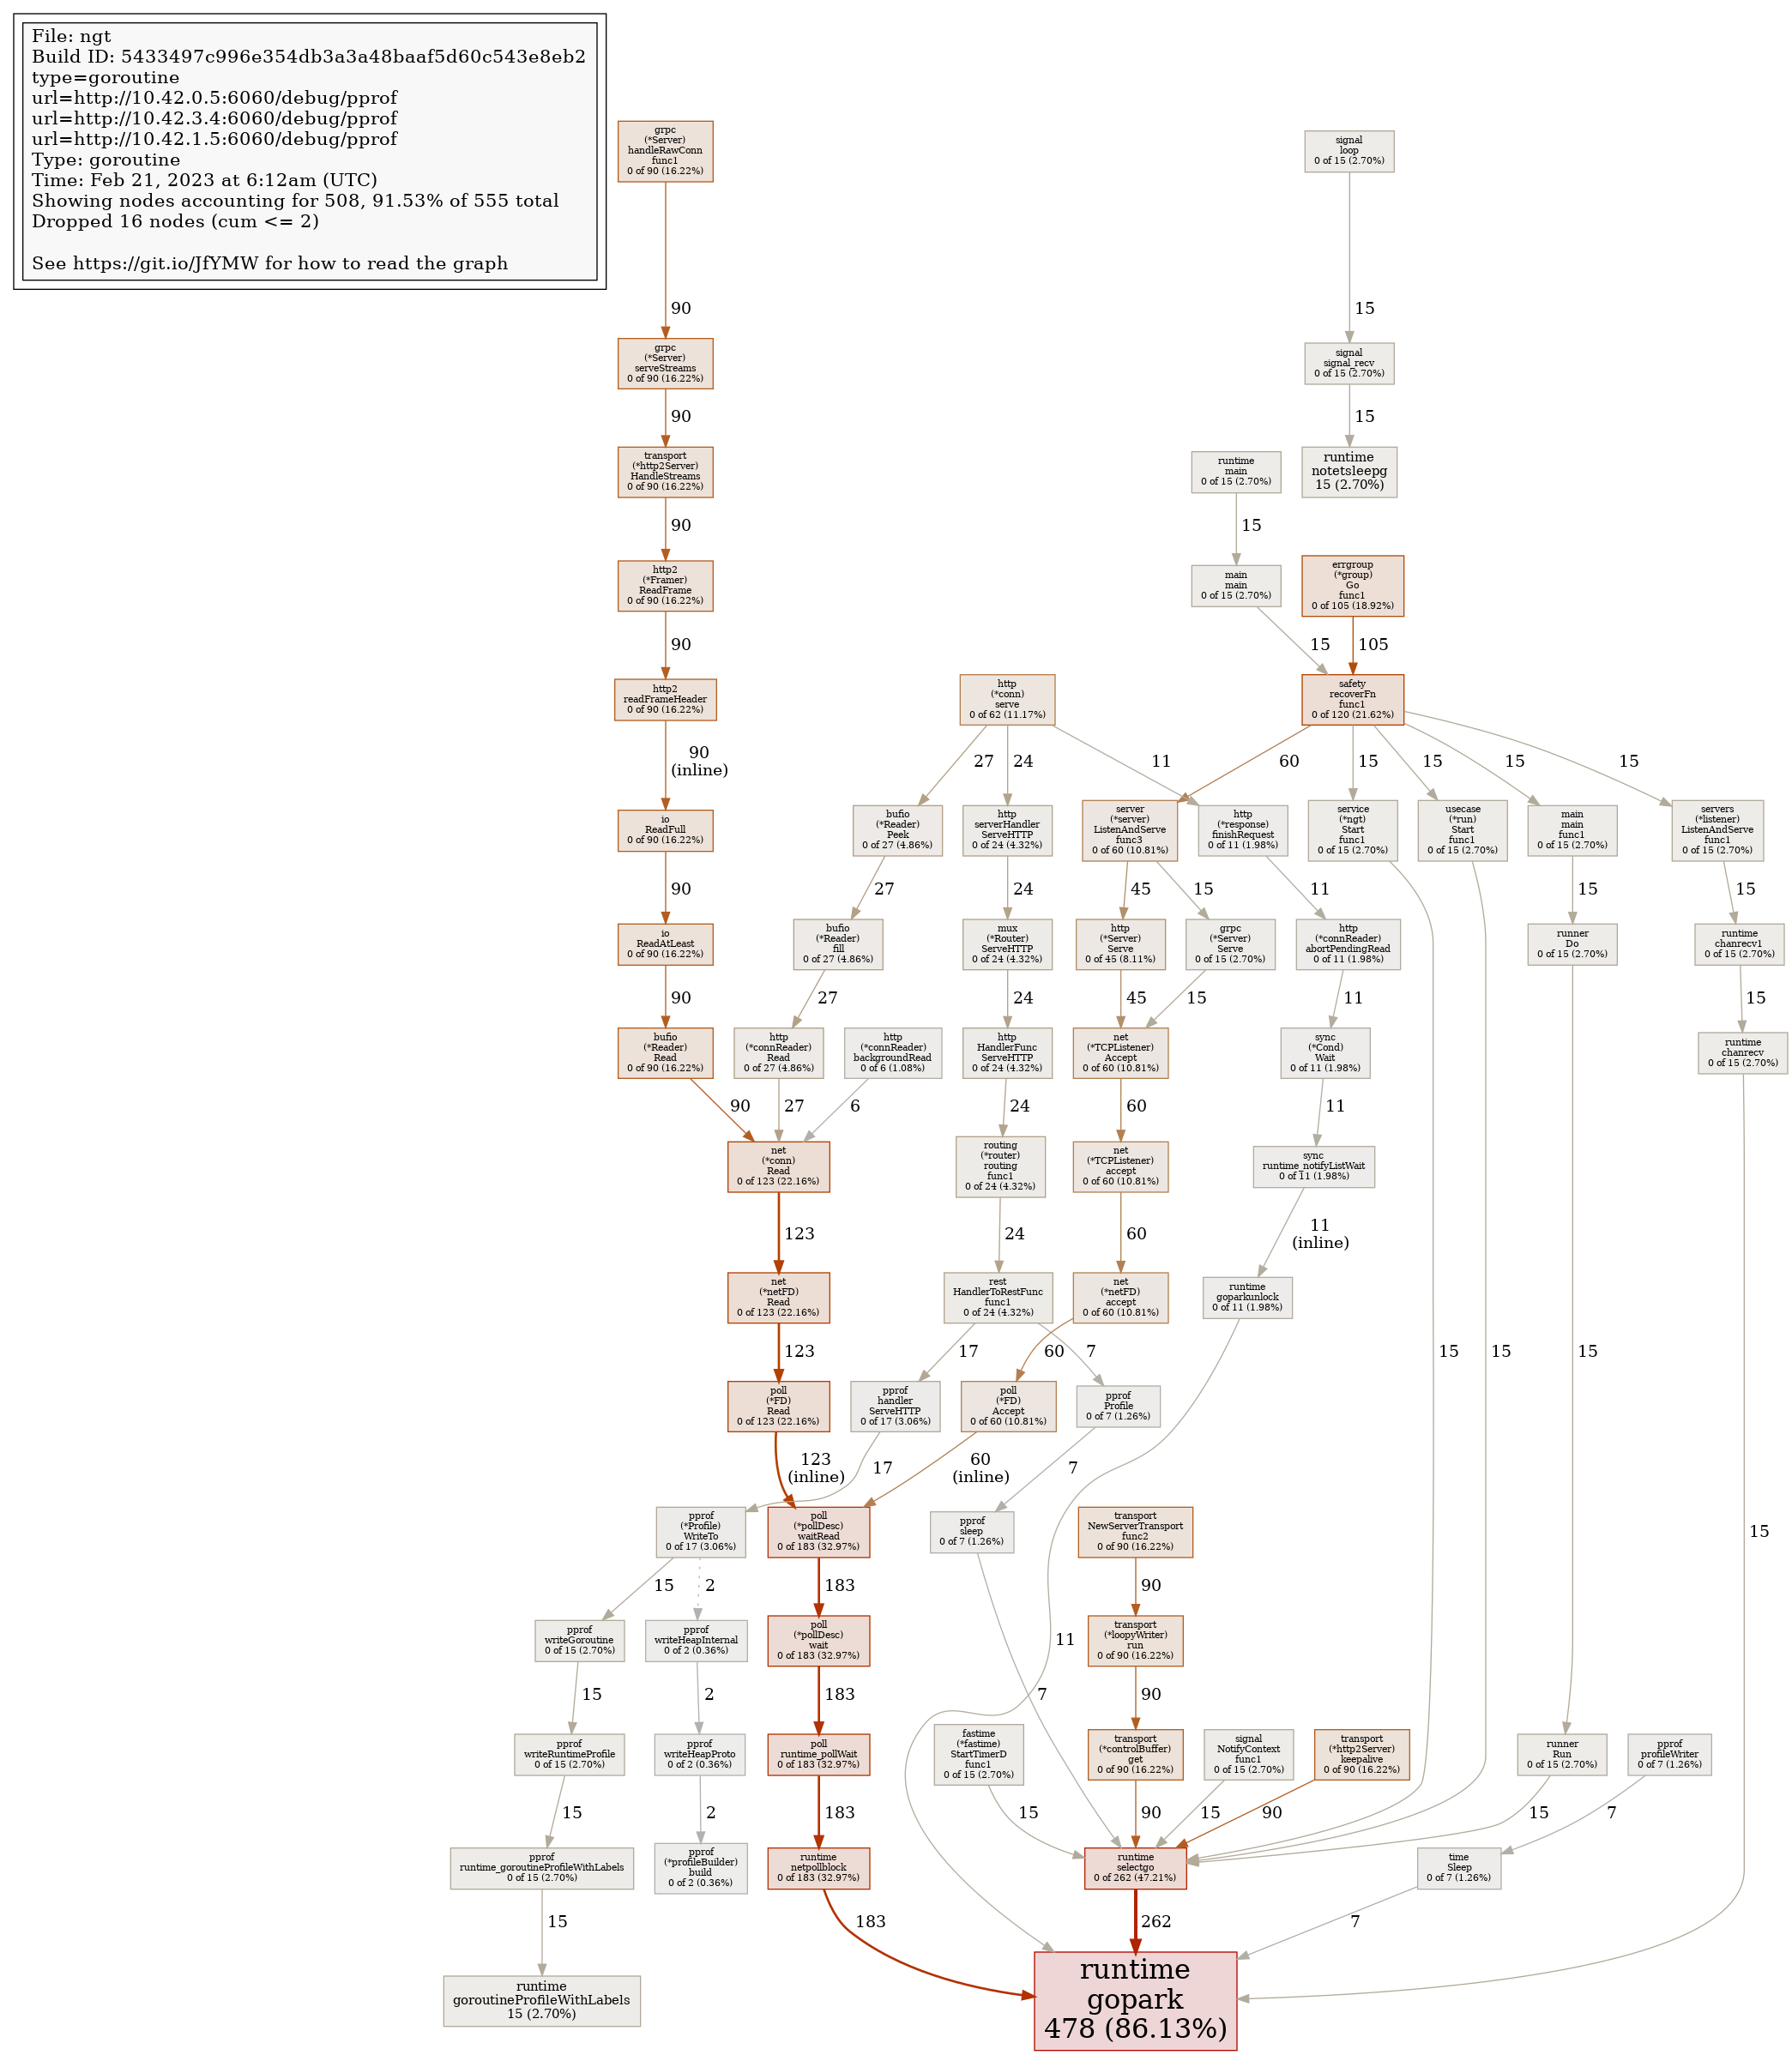 File: ngt
Build ID: 5433497c996e354db3a3a48baaf5d60c543e8eb2
type=goroutine
url=http://10.42.0.5:6060/debug/pprof
url=http://10.42.3.4:6060/debug/pprof
url=http://10.42.1.5:6060/debug/pprof
Type: goroutine
Time: Feb 21, 2023 at 6:12am (UTC)
Showing nodes accounting for 508, 91.53% of 555 total
Dropped 16 nodes (cum <= 2)
See https://git.io/JfYMW for how to read the graph
grpc
(*Server)
handleRawConn
func1
0 of 90 (16.22%)
90
grpc
(*Server)
serveStreams
0 of 90 (16.22%)
90
transport
(*http2Server)
HandleStreams
0 of 90 (16.22%)
90
http2
(*Framer)
ReadFrame
0 of 90 (16.22%)
90
http2
readFrameHeader
0 of 90 (16.22%)
90
(inline)
io
ReadFull
0 of 90 (16.22%)
90
io
ReadAtLeast
0 of 90 (16.22%)
90
bufio
(*Reader)
Read
0 of 90 (16.22%)
90
signal
loop
0 of 15 (2.70%)
15
signal
signal_recv
0 of 15 (2.70%)
15
runtime
notetsleepg
15 (2.70%)
runtime
main
0 of 15 (2.70%)
15
main
main
0 of 15 (2.70%)
15
errgroup
(*group)
Go
func1
0 of 105 (18.92%)
105
safety
recoverFn
func1
0 of 120 (21.62%)
60
15
15
15
15
http
(*conn)
serve
0 of 62 (11.17%)
27
24
11
bufio
(*Reader)
Peek
0 of 27 (4.86%)
27
bufio
(*Reader)
fill
0 of 27 (4.86%)
27
http
(*connReader)
Read
0 of 27 (4.86%)
27
http
(*connReader)
backgroundRead
0 of 6 (1.08%)
6
http
serverHandler
ServeHTTP
0 of 24 (4.32%)
24
mux
(*Router)
ServeHTTP
0 of 24 (4.32%)
24
http
HandlerFunc
ServeHTTP
0 of 24 (4.32%)
24
routing
(*router)
routing
func1
0 of 24 (4.32%)
24
rest
HandlerToRestFunc
func1
0 of 24 (4.32%)
17
7
server
(*server)
ListenAndServe
func3
0 of 60 (10.81%)
45
15
http
(*Server)
Serve
0 of 45 (8.11%)
45
grpc
(*Server)
Serve
0 of 15 (2.70%)
15
net
(*TCPListener)
Accept
0 of 60 (10.81%)
60
net
(*TCPListener)
accept
0 of 60 (10.81%)
60
net
(*netFD)
accept
0 of 60 (10.81%)
60
poll
(*FD)
Accept
0 of 60 (10.81%)
60
(inline)
http
(*response)
finishRequest
0 of 11 (1.98%)
11
http
(*connReader)
abortPendingRead
0 of 11 (1.98%)
11
sync
(*Cond)
Wait
0 of 11 (1.98%)
11
sync
runtime_notifyListWait
0 of 11 (1.98%)
11
(inline)
runtime
goparkunlock
0 of 11 (1.98%)
11
service
(*ngt)
Start
func1
0 of 15 (2.70%)
15
usecase
(*run)
Start
func1
0 of 15 (2.70%)
15
main
main
func1
0 of 15 (2.70%)
15
runner
Do
0 of 15 (2.70%)
15
servers
(*listener)
ListenAndServe
func1
0 of 15 (2.70%)
15
runtime
chanrecv1
0 of 15 (2.70%)
15
runtime
chanrecv
0 of 15 (2.70%)
15
net
(*conn)
Read
0 of 123 (22.16%)
123
net
(*netFD)
Read
0 of 123 (22.16%)
123
poll
(*FD)
Read
0 of 123 (22.16%)
123
(inline)
pprof
handler
ServeHTTP
0 of 17 (3.06%)
17
pprof
Profile
0 of 7 (1.26%)
7
pprof
sleep
0 of 7 (1.26%)
7
pprof
(*Profile)
WriteTo
0 of 17 (3.06%)
15
2
pprof
writeGoroutine
0 of 15 (2.70%)
15
pprof
writeRuntimeProfile
0 of 15 (2.70%)
15
pprof
runtime_goroutineProfileWithLabels
0 of 15 (2.70%)
15
runtime
goroutineProfileWithLabels
15 (2.70%)
pprof
writeHeapInternal
0 of 2 (0.36%)
2
pprof
writeHeapProto
0 of 2 (0.36%)
2
pprof
(*profileBuilder)
build
0 of 2 (0.36%)
poll
(*pollDesc)
waitRead
0 of 183 (32.97%)
183
poll
(*pollDesc)
wait
0 of 183 (32.97%)
183
poll
runtime_pollWait
0 of 183 (32.97%)
183
runtime
netpollblock
0 of 183 (32.97%)
183
transport
NewServerTransport
func2
0 of 90 (16.22%)
90
transport
(*loopyWriter)
run
0 of 90 (16.22%)
90
transport
(*controlBuffer)
get
0 of 90 (16.22%)
90
fastime
(*fastime)
StartTimerD
func1
0 of 15 (2.70%)
15
signal
NotifyContext
func1
0 of 15 (2.70%)
15
transport
(*http2Server)
keepalive
0 of 90 (16.22%)
90
runner
Run
0 of 15 (2.70%)
15
pprof
profileWriter
0 of 7 (1.26%)
7
time
Sleep
0 of 7 (1.26%)
7
runtime
selectgo
0 of 262 (47.21%)
262
runtime
gopark
478 (86.13%)